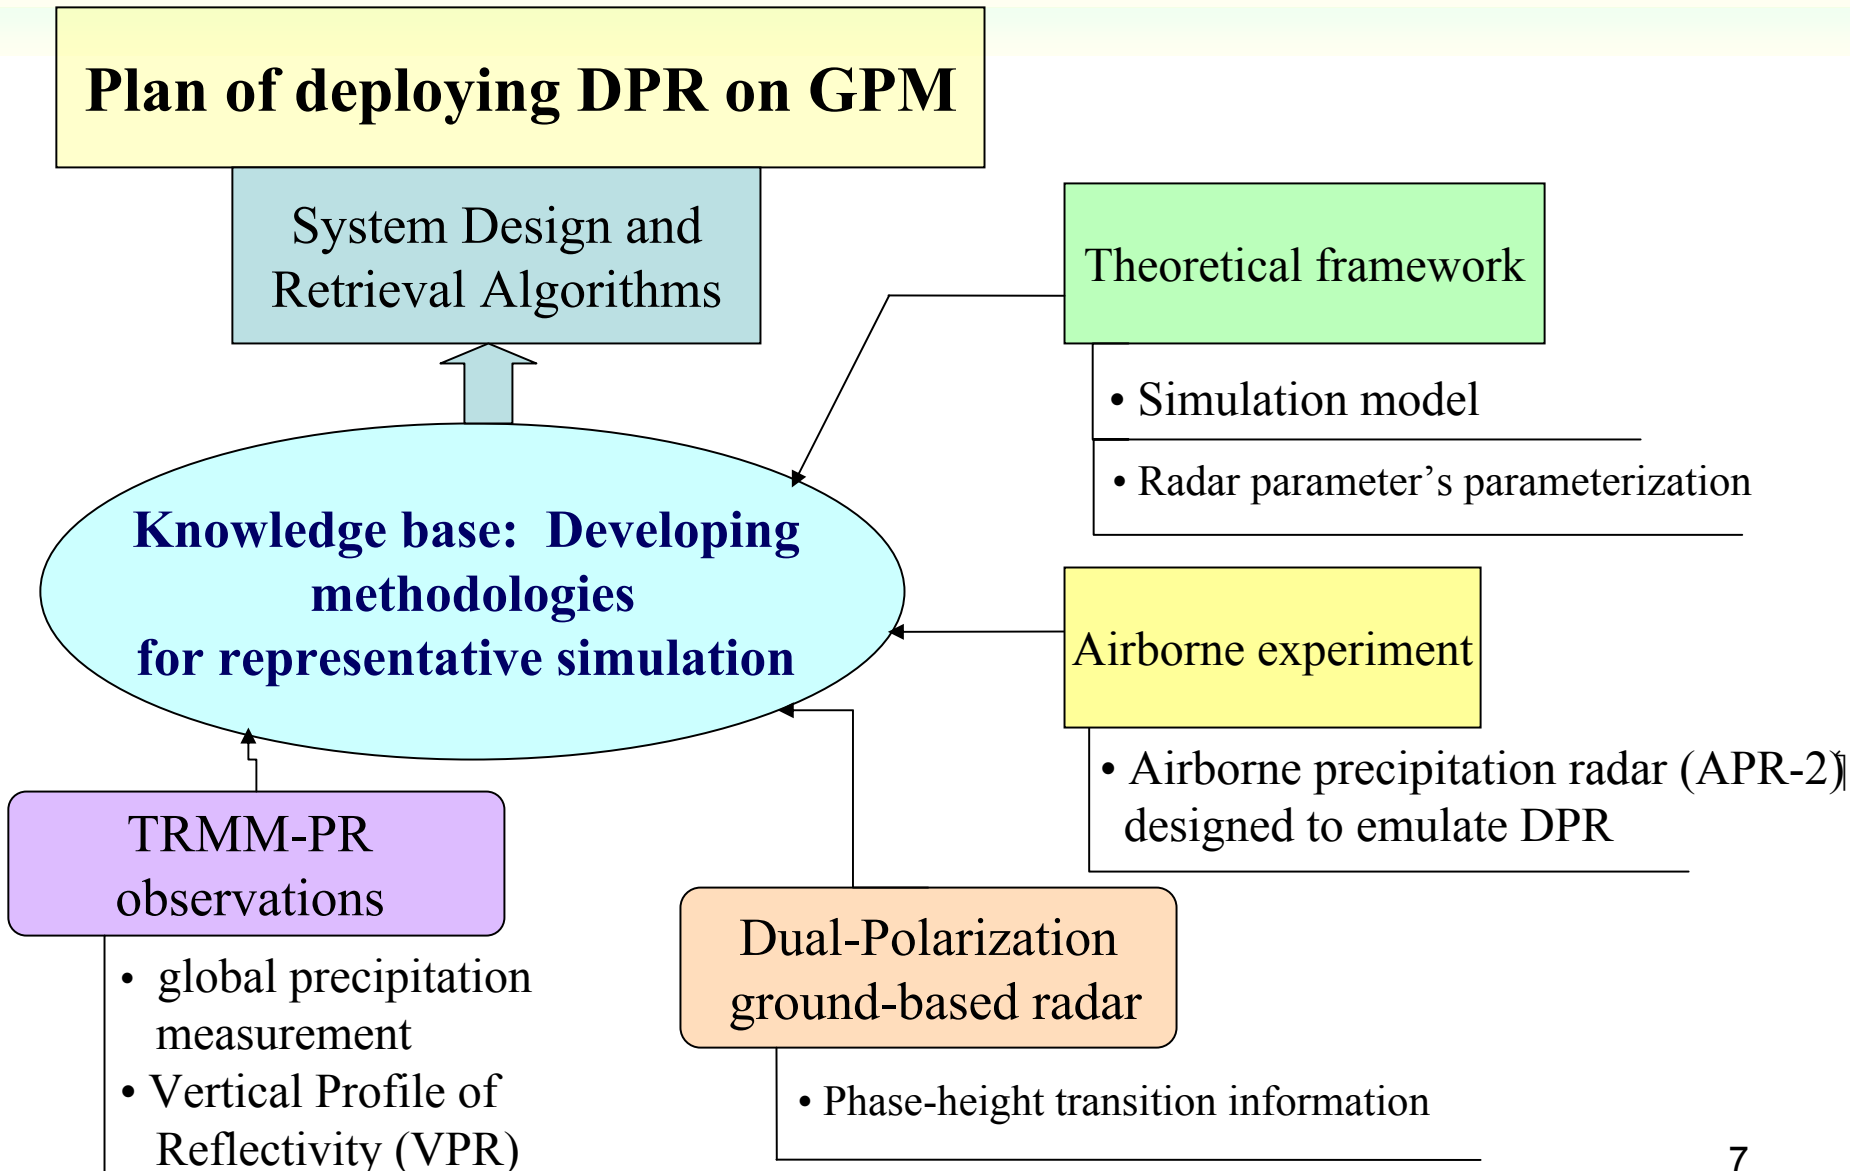 Plan of deploying DPR on GPM
System Design and
Retrieval Algorithms
Theoretical framework
• Simulation model
• Radar parameter’s parameterization
Knowledge base:  Developing
methodologies
for representative simulation
Airborne experiment
• Airborne precipitation radar (APR-2)
designed to emulate DPR
TRMM-PR
observations
• global precipitation
measurement
• Vertical Profile of
Reflectivity (VPR)
Dual-Polarization
ground-based radar
• Phase-height transition information
7